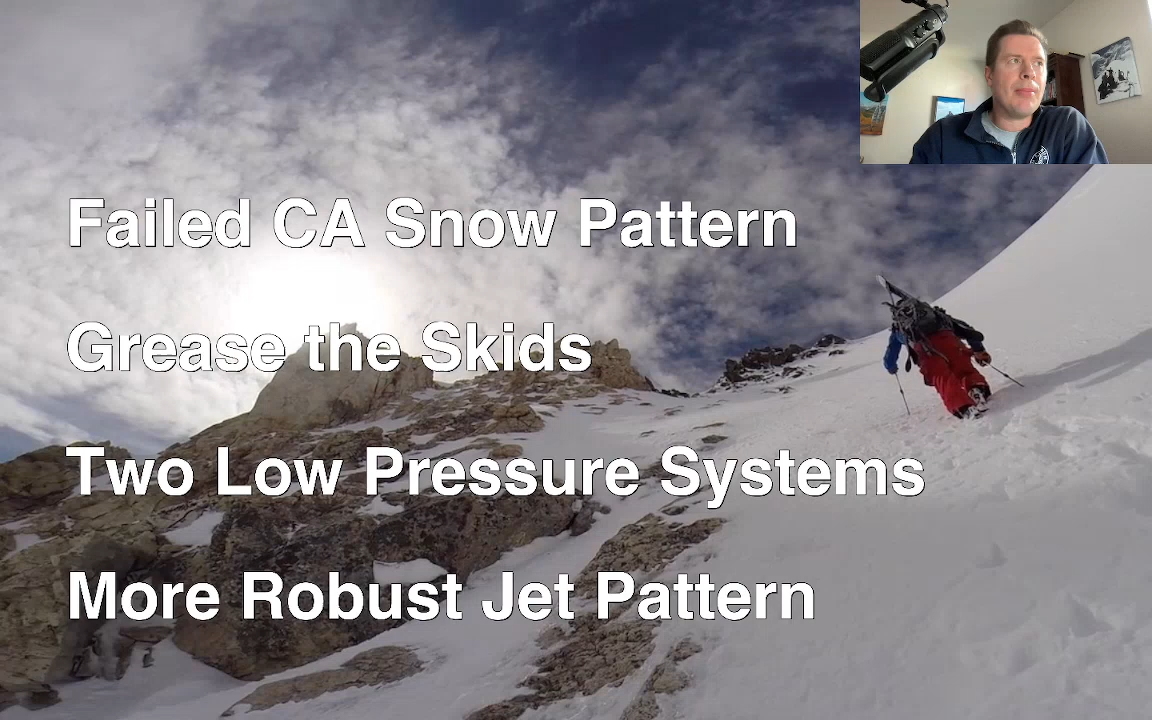 Failed CA Snow Pattern
Grease the Skids
Two Low Pressure Systems
More Robust Jet Pattern